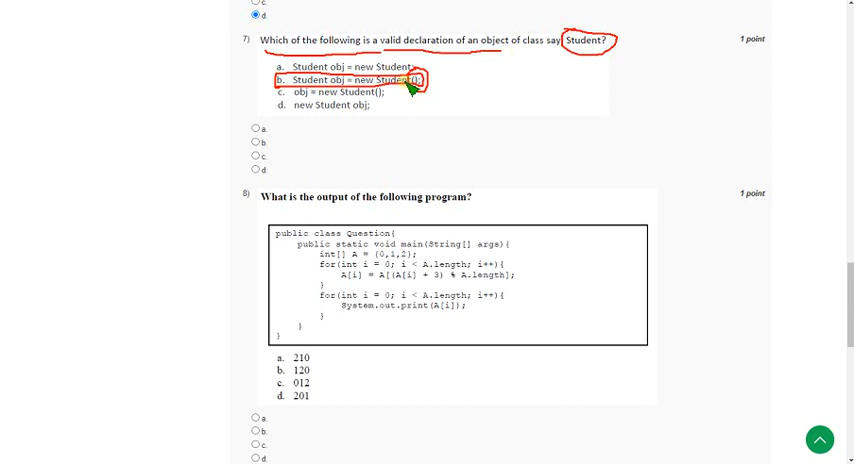 c.
d.
7) Which of the following is a valid declaration of an object of class say Student? 1 point
a. Student obj = new Student;
b. Student obj = new Student();
c. obj = new Student();
d. new Student obj;
a.
b.
c.
d.
8) What is the output of the following program? 1 point
public class Question{
public static void main(String[] args){
int[] A = {0,1,2};
for(int i = 0; i < A.length; i++){
A[i] = A[(A[i] + 3) % A.length];
}
for(int i = 0; i < A.length; i++){
System.out.print(A[i]);
}
}
}
a. 210
b. 120
c. 012
d. 201
a.
b.
c.
d.